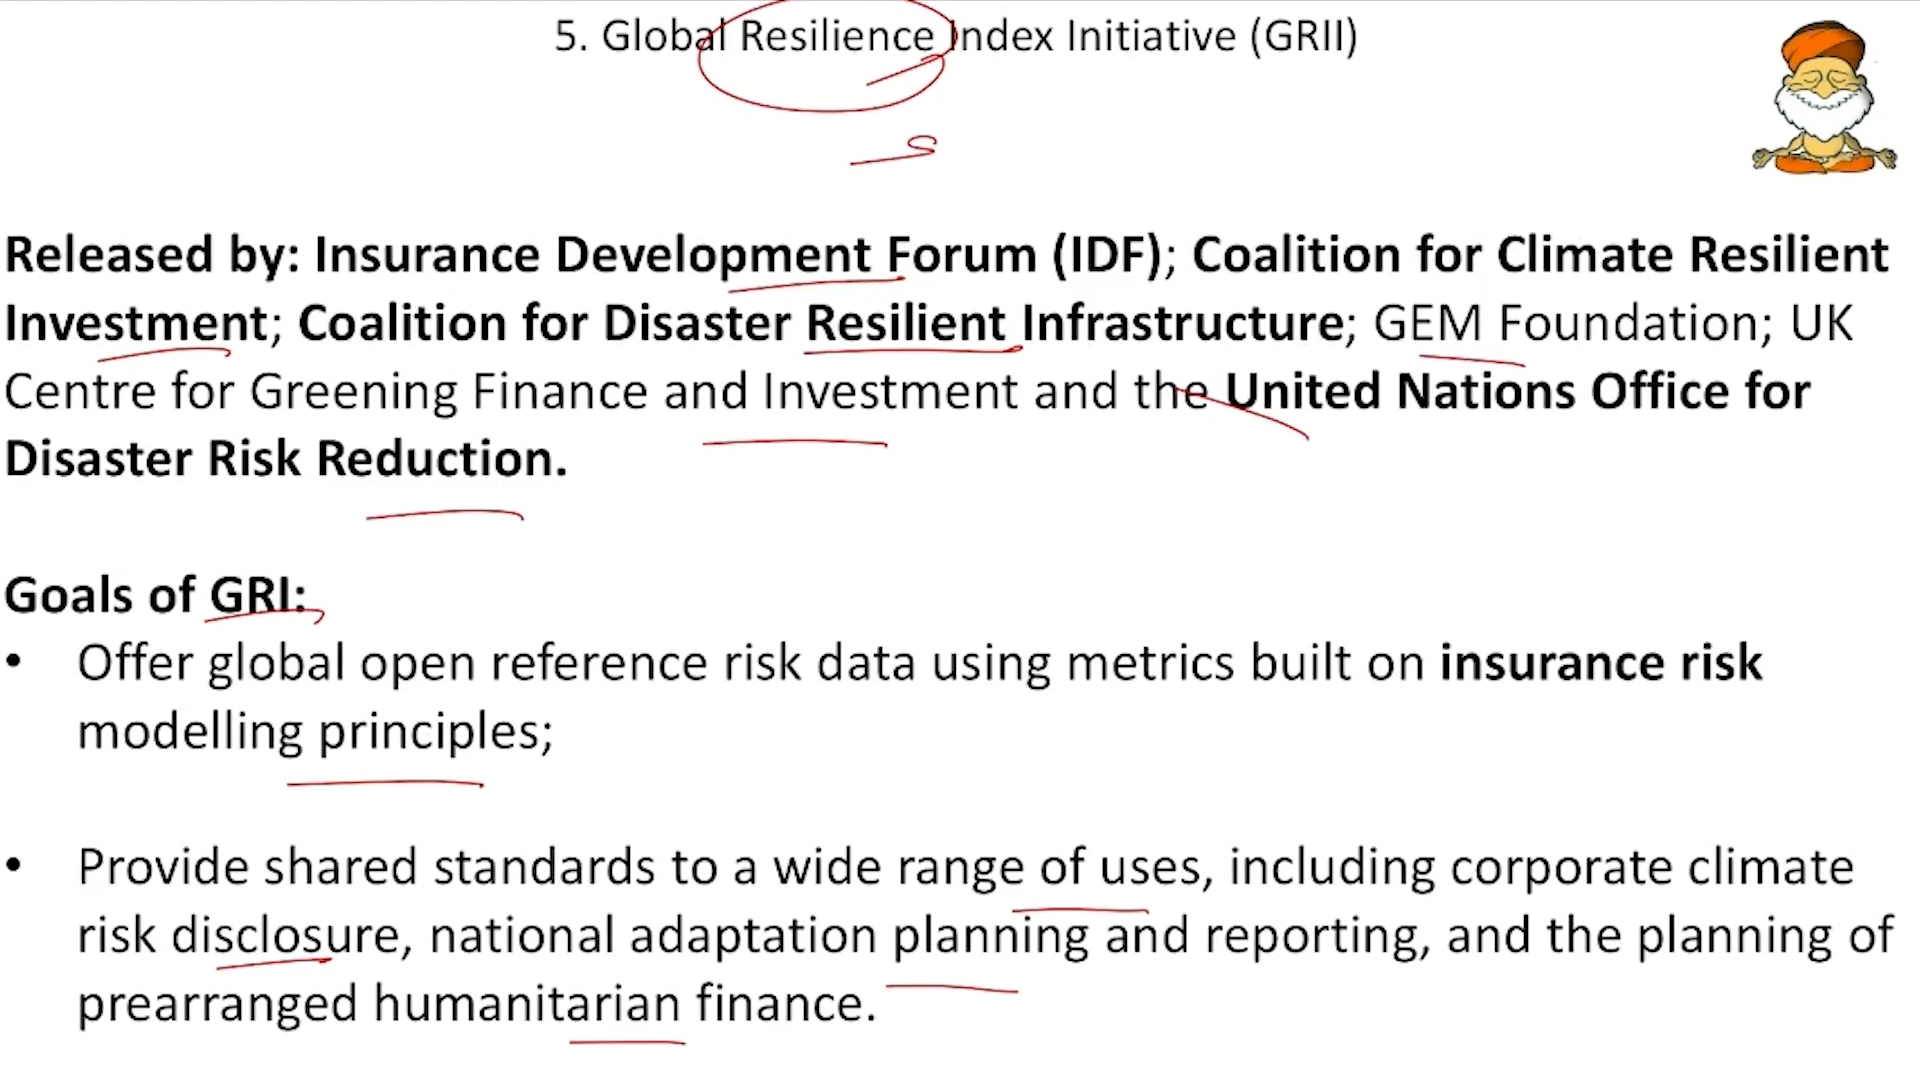 5. Global Resilience Index Initiative (GRII)
Released by: Insurance Development Forum (IDF); Coalition for Climate Resilient
Investment; Coalition for Disaster Resilient Infrastructure; GEM Foundation; UK
Centre for Greening Finance and Investment and the United Nations Office for
Disaster Risk Reduction.
Goals of GRI:
• Offer global open reference risk data using metrics built on insurance risk
modelling principles;
• Provide shared standards to a wide range of uses, including corporate climate
risk disclosure, national adaptation planning and reporting, and the planning of
prearranged humanitarian finance.